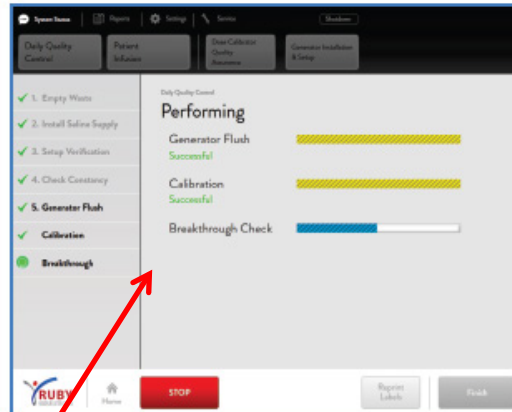 System Status
Reports
Settings
Service
Shutdown
Daily Quality
Control
Patient
Infusion
Dose Calibrator
Quality
Assurance
Generator Installation
& Setup
1. Empty Waste
2. Install Saline Supply
3. Setup Verification
4. Check Constancy
5. Generator Flush
Calibration
Breakthrough
Daily Quality Control
Performing
Generator Flush
Successful
Calibration
Successful
Breakthrough Check
RUBY
Home
STOP
Reprint
Labels
Finish